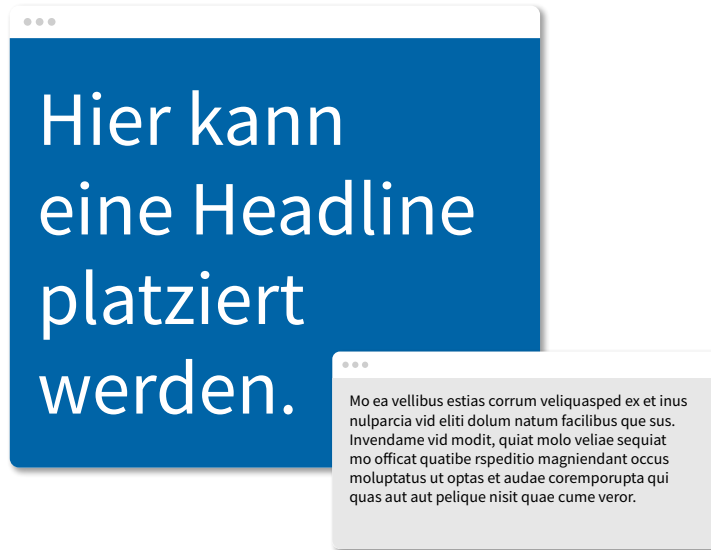 Hier kann
eine Headline
platziert
werden.
Mo ea vellibus estias corrum veliquasped ex et inus
nulparcia vid eliti dolum natum facilibus que sus.
Invendame vid modit, quiat molo veliae sequiat
mo officat quatibe rspeditio magniendant occus
moluptatus ut optas et audae coremporupta qui
quas aut aut pelique nisit quae cume veror.